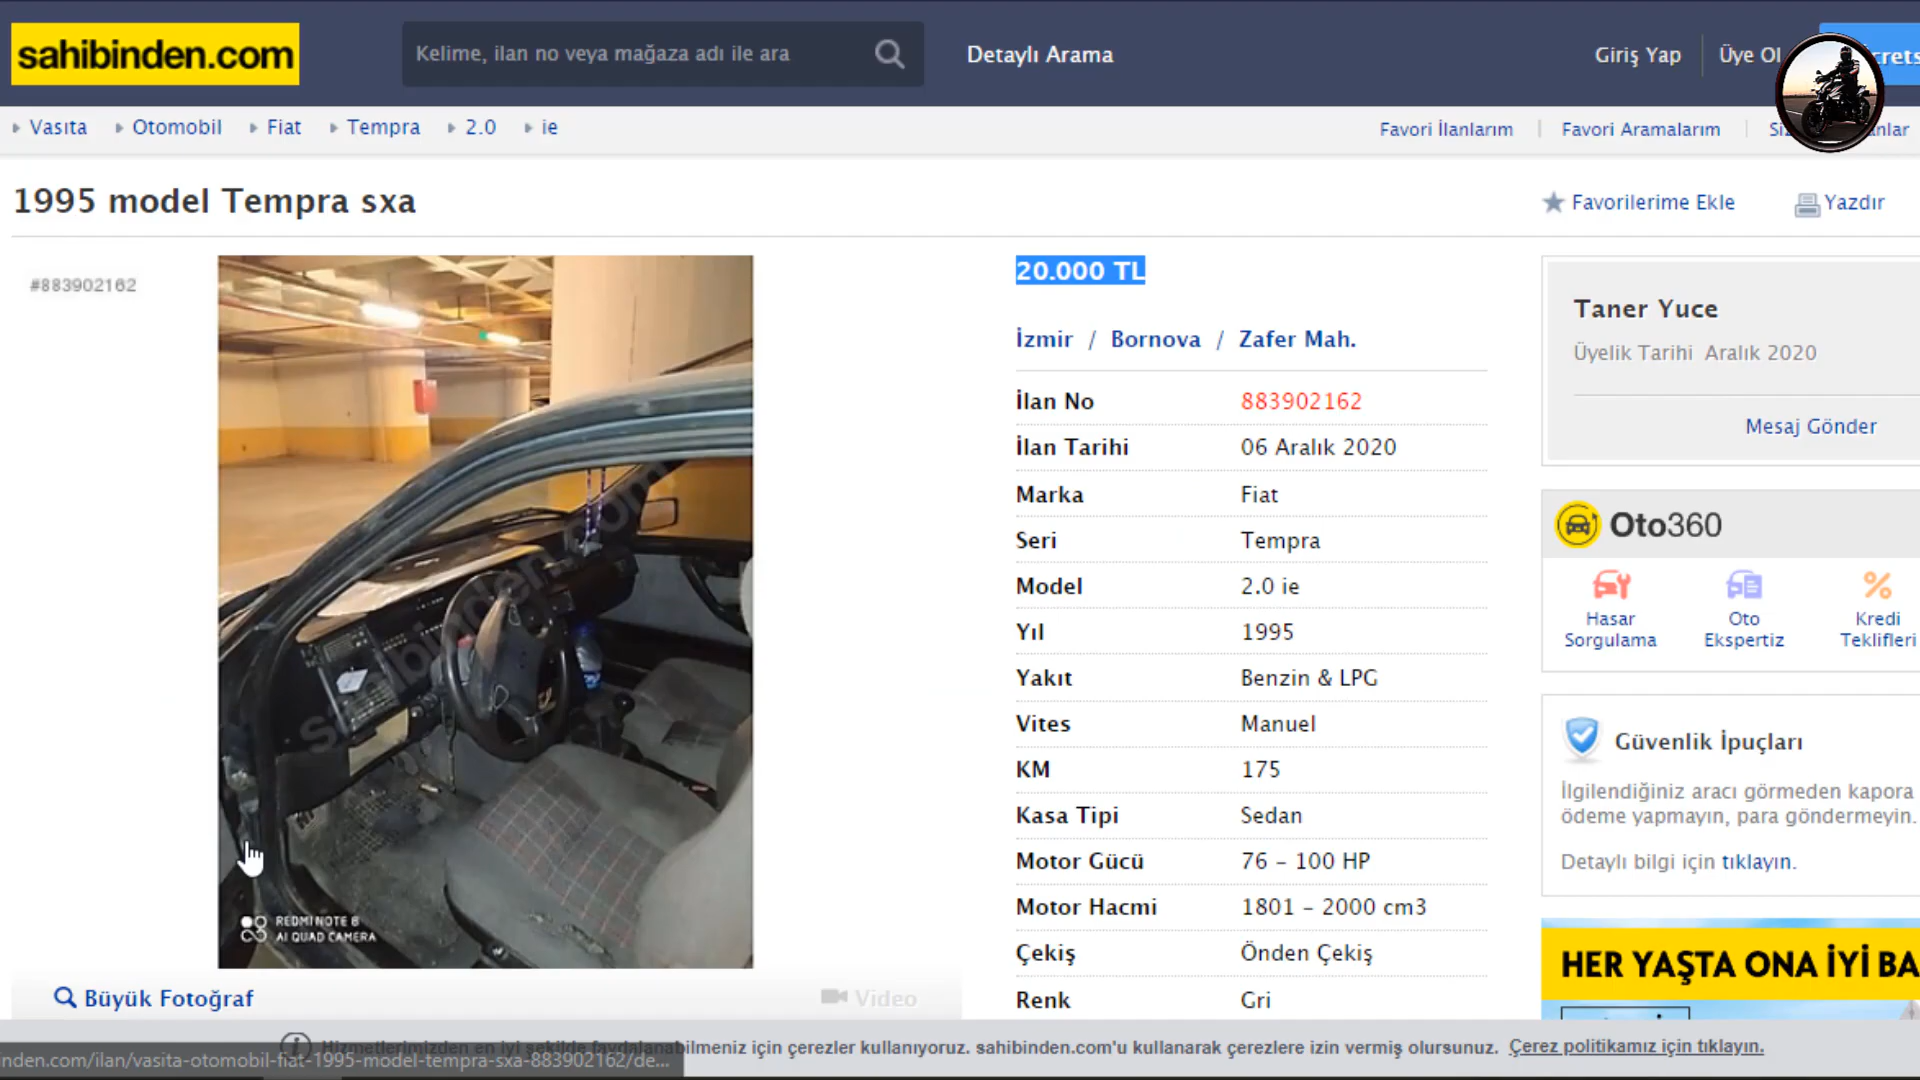 sahibinden.com
Kelime, ilan no veya mağaza adı ile ara
Detaylı Arama
Giriş Yap
Üye Ol
Vasıta
Otomobil
Fiat
Tempra
2.0
ie
Favori İlanlarım
Favori Aramalarım
1995 model Tempra sxa
Favorilerime Ekle
Yazdır
#883902162
sahibinden.com
REDMI NOTE 8
AI QUAD CAMERA
Büyük Fotoğraf
Video
20.000 TL
İzmir / Bornova / Zafer Mah.
İlan No 883902162
İlan Tarihi 06 Aralık 2020
Marka Fiat
Seri Tempra
Model 2.0 ie
Yıl 1995
Yakıt Benzin & LPG
Vites Manuel
KM 175
Kasa Tipi Sedan
Motor Gücü 76 - 100 HP
Motor Hacmi 1801 - 2000 cm3
Çekiş Önden Çekiş
Renk Gri
Taner Yuce
Üyelik Tarihi Aralık 2020
Mesaj Gönder
Oto360
Hasar
Sorgulama
Oto
Ekspertiz
Kredi
Teklifleri
Güvenlik İpuçları
İlgilendiğiniz aracı görmeden kapora
ödeme yapmayın, para göndermeyin.
Detaylı bilgi için tıklayın.
HER YAŞTA ONA İYİ BA
Hizmetlerimizden en iyi şekilde faydalanabilmeniz için çerezler kullanıyoruz. sahibinden.com'u kullanarak çerezlere izin vermiş olursunuz. Çerez politikamız için tıklayın.
inden.com/ilan/vasita-otomobil-fiat-1995-model-tempra-sxa-883902162/de...